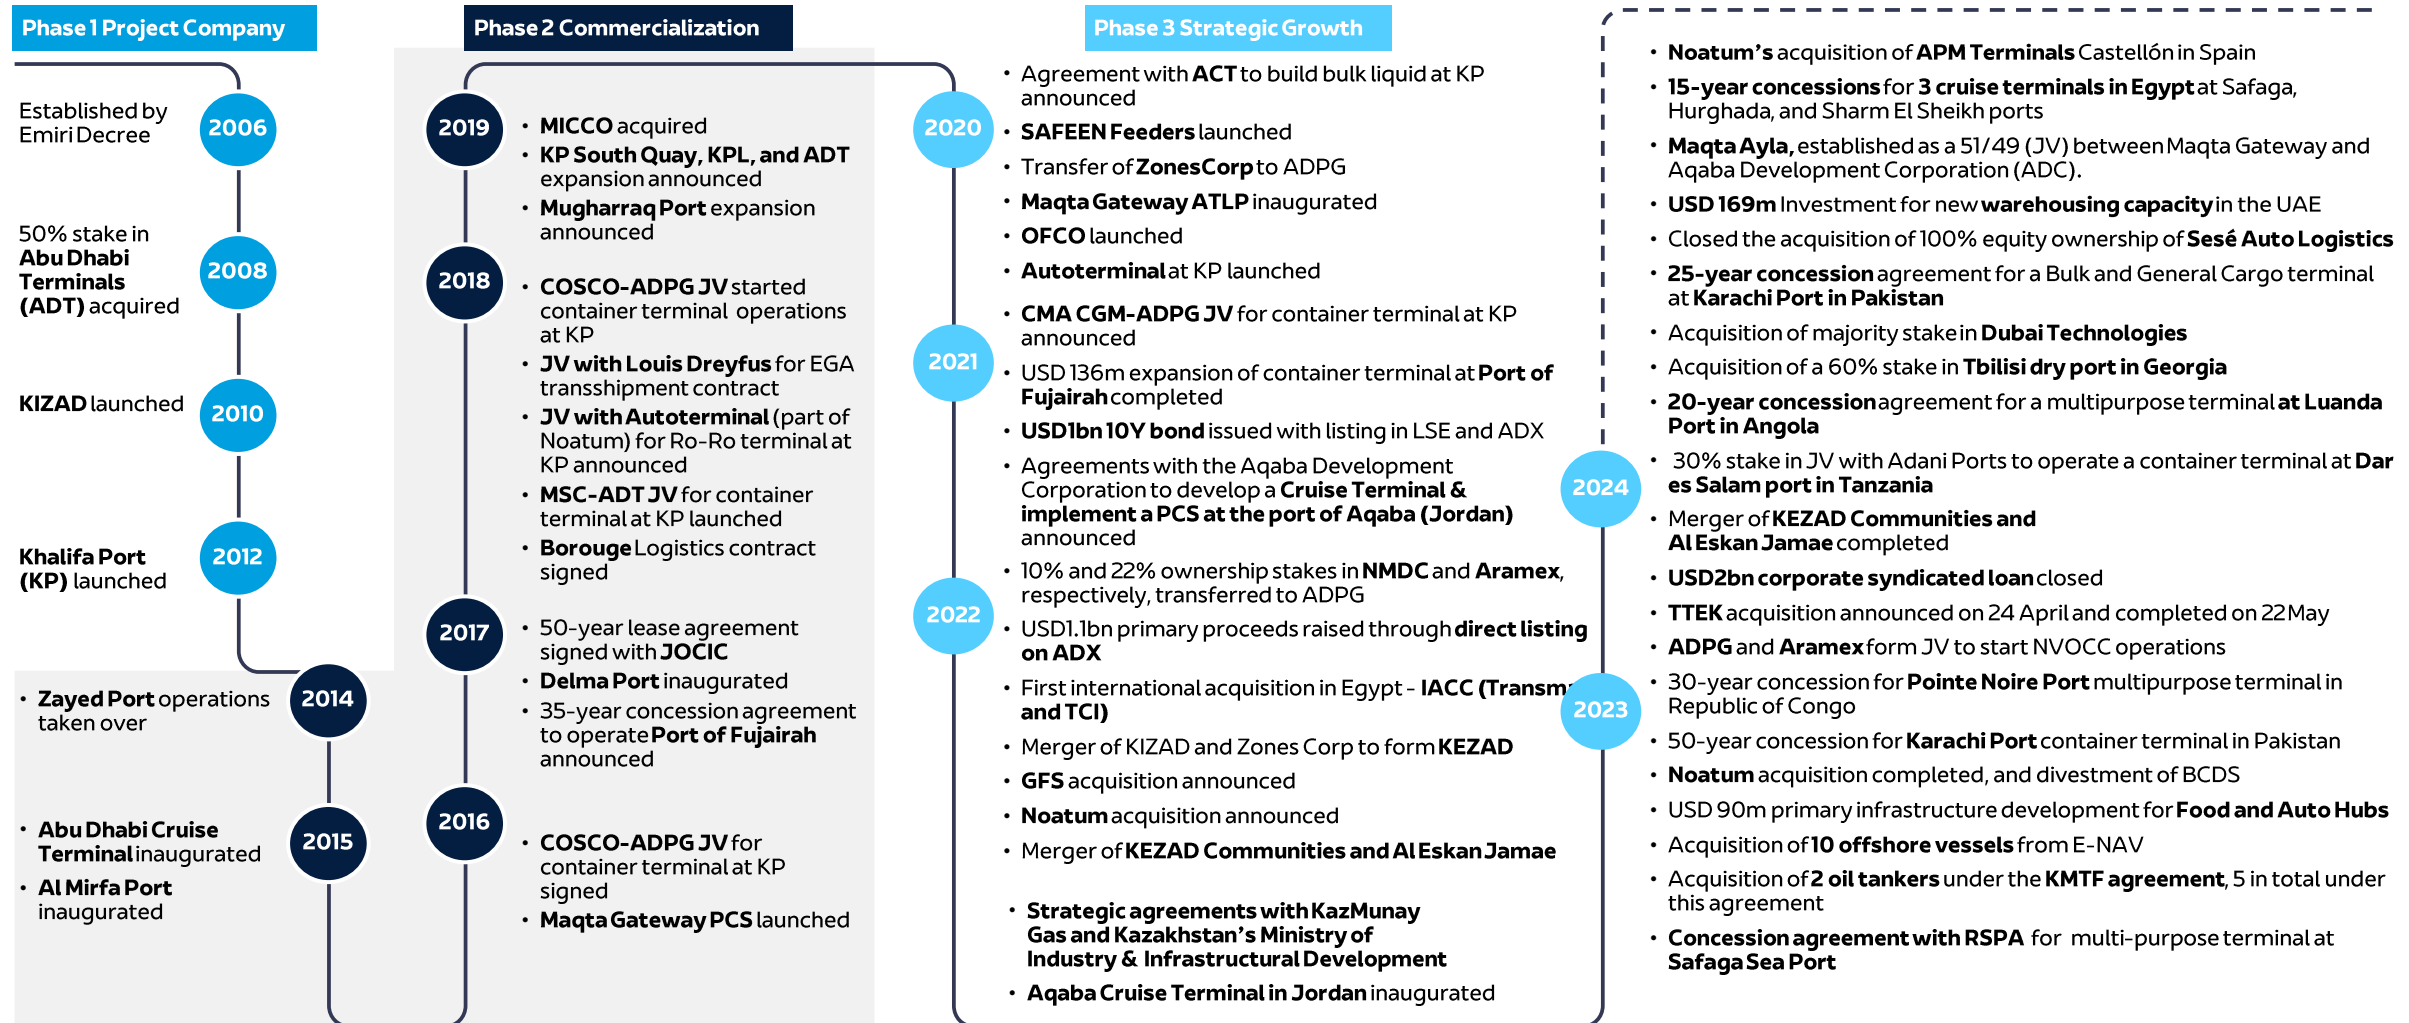 Phase 1 Project Company
Established by
Emiri Decree
2006
50% stake in
Abu Dhabi
Terminals
(ADT) acquired
2008
KIZAD launched
2010
Khalifa Port
(KP) launched
2012
• Zayed Port operations
taken over
2014
• Abu Dhabi Cruise
Terminal inaugurated
• Al Mirfa Port
inaugurated
2015
Phase 2 Commercialization
2019
• MICCO acquired
• KP South Quay, KPL, and ADT
expansion announced
• Mugharraq Port expansion
announced
2018
• COSCO-ADPG JV started
container terminal operations
at KP
• JV with Louis Dreyfus for EGA
transshipment contract
• JV with Autoterminal (part of
Noatum) for Ro-Ro terminal at
KP announced
• MSC-ADT JV for container
terminal at KP launched
• Borouge Logistics contract
signed
2017
• 50-year lease agreement
signed with JOCIC
• Delma Port inaugurated
• 35-year concession agreement
to operate Port of Fujairah
announced
2016
• COSCO-ADPG JV for
container terminal at KP
signed
• Maqta Gateway PCS launched
Phase 3 Strategic Growth
2020
• Agreement with ACT to build bulk liquid at KP
announced
• SAFEEN Feeders launched
• Transfer of ZonesCorp to ADPG
• Maqta Gateway ATLP inaugurated
• OFCO launched
• Autoterminal at KP launched
2021
• CMA CGM-ADPG JV for container terminal at KP
announced
• USD 136m expansion of container terminal at Port of
Fujairah completed
• USD1bn 10Y bond issued with listing in LSE and ADX
• Agreements with the Aqaba Development
Corporation to develop a Cruise Terminal &
implement a PCS at the port of Aqaba (Jordan)
announced
2022
• 10% and 22% ownership stakes in NMDC and Aramex,
respectively, transferred to ADPG
• USD1.1bn primary proceeds raised through direct listing
on ADX
• First international acquisition in Egypt - IACC
and TCI)
• Merger of KIZAD and Zones Corp to form KEZAD
• GFS acquisition announced
• Noatum acquisition announced
• Merger of KEZAD Communities and Al Eskan Jamae
• Strategic agreements with KazMunay
Gas and Kazakhstan's Ministry of
Industry & Infrastructural Development
• Aqaba Cruise Terminal in Jordan inaugurated
• Noatum's acquisition of APM Terminals Castellón in Spain
• 15-year concessions for 3 cruise terminals in Egypt at Safaga,
Hurghada, and Sharm El Sheikh ports
• Maqta Ayla, established as a 51/49 (JV) between Maqta Gateway and
Aqaba Development Corporation (ADC).
• USD 169m Investment for new warehousing capacity in the UAE
• Closed the acquisition of 100% equity ownership of Sesé Auto Logistics
• 25-year concession agreement for a Bulk and General Cargo terminal
at Karachi Port in Pakistan
• Acquisition of majority stake in Dubai Technologies
• Acquisition of a 60% stake in Tbilisi dry port in Georgia
• 20-year concession agreement for a multipurpose terminal at Luanda
Port in Angola
2024
• 30% stake in JV with Adani Ports to operate a container terminal at Dar
es Salam port in Tanzania
• Merger of KEZAD Communities and
Al Eskan Jamae completed
• USD2bn corporate syndicated loan closed
• TTEK acquisition announced on 24 April and completed on 22 May
• ADPG and Aramex form JV to start NVOCC operations
2023
• 30-year concession for Pointe Noire Port multipurpose terminal in
Republic of Congo
• 50-year concession for Karachi Port container terminal in Pakistan
• Noatum acquisition completed, and divestment of BCDS
• USD 90m primary infrastructure development for Food and Auto Hubs
• Acquisition of 10 offshore vessels from E-NAV
• Acquisition of 2 oil tankers under the KMTF agreement, 5 in total under
this agreement
• Concession agreement with RSPA for multi-purpose terminal at
Safaga Sea Port